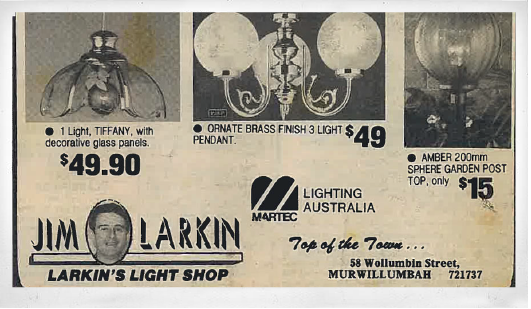 ● 1 Light, TIFFANY, with
decorative glass panels.
$49.90
● ORNATE BRASS FINISH 3 LIGHT
PENDANT.
$49
● AMBER 200mm
SPHERE GARDEN POST
TOP, only $15
MARTEC
LIGHTING
AUSTRALIA
JIM LARKIN
LARKIN'S LIGHT SHOP
Top of the Town...
58 Wollumbin Street,
MURWILLUMBAH 721737